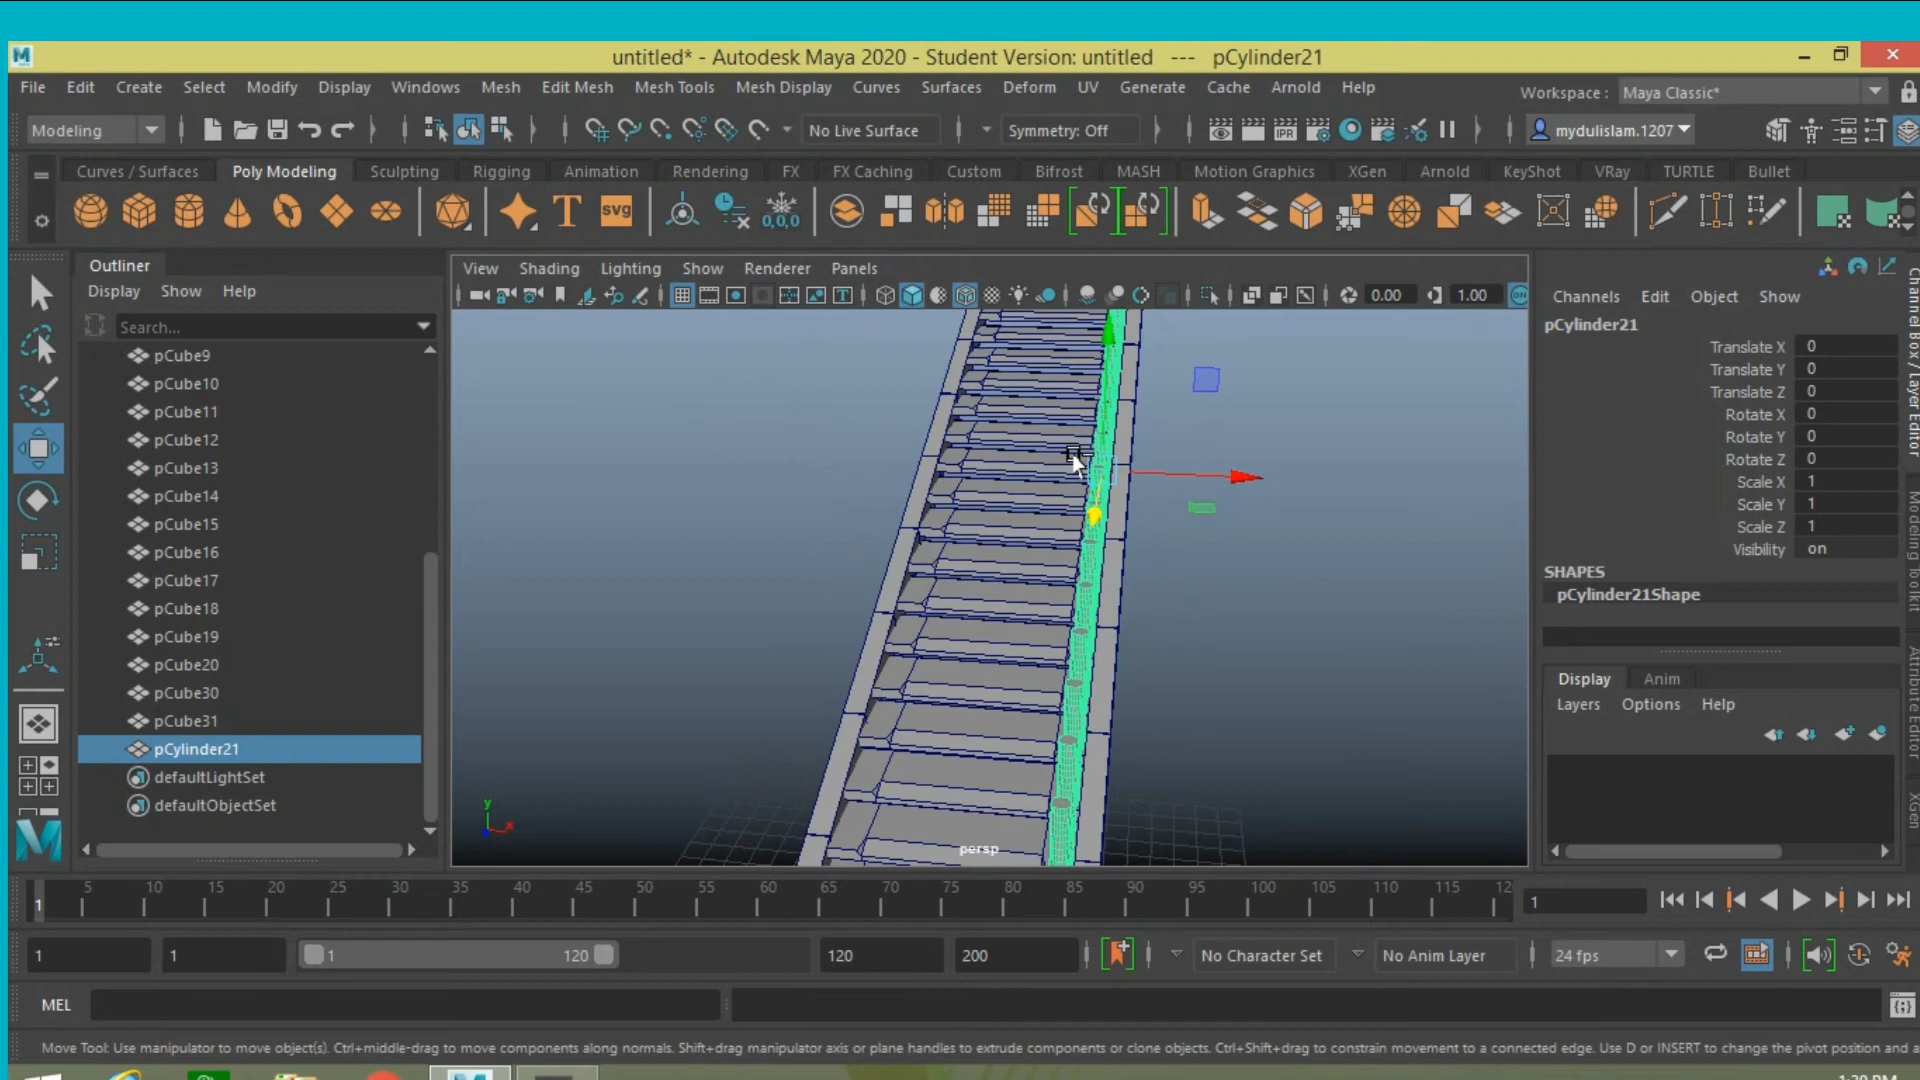 untitled* - Autodesk Maya 2020 - Student Version: untitled --- pCylinder21
File Edit Create Select Modify Display Windows Mesh Edit Mesh Mesh Tools Mesh Display Curves Surfaces Deform UV Generate Cache Arnold Help
Workspace : Maya Classic*
Modeling
No Live Surface
Symmetry: Off
IPR
mydulislam.1207
Curves / Surfaces Poly Modeling Sculpting Rigging Animation Rendering FX FX Caching Custom Bifrost MASH Motion Graphics XGen Arnold KeyShot VRay TURTLE Bullet
T
svg
0,0,0
Outliner
Display Show Help
Search...
pCube9
pCube10
pCube11
pCube12
pCube13
pCube14
pCube15
pCube16
pCube17
pCube18
pCube19
pCube20
pCube30
pCube31
pCylinder21
defaultLightSet
defaultObjectSet
View Shading Lighting Show Renderer Panels
0.00
1.00
ON
y
x
persp
Channels Edit Object Show
pCylinder21
Translate X 0
Translate Y 0
Translate Z 0
Rotate X 0
Rotate Y 0
Rotate Z 0
Scale X 1
Scale Y 1
Scale Z 1
Visibility on
SHAPES
pCylinder21Shape
Display Anim
Layers Options Help
Channel Box / Layer Editor
Modeling Toolkit
Attribute Editor
XGen
1 5 10 15 20 25 30 35 40 45 50 55 60 65 70 75 80 85 90 95 100 105 110 115 12
1
1 1 1 120 120 200
No Character Set
No Anim Layer
24 fps
MEL
Move Tool: Use manipulator to move object(s). Ctrl+middle-drag to move components along normals. Shift+drag manipulator axis or plane handles to extrude components or clone objects. Ctrl+Shift+drag to constrain movement to a connected edge. Use D or INSERT to change the pivot position and a